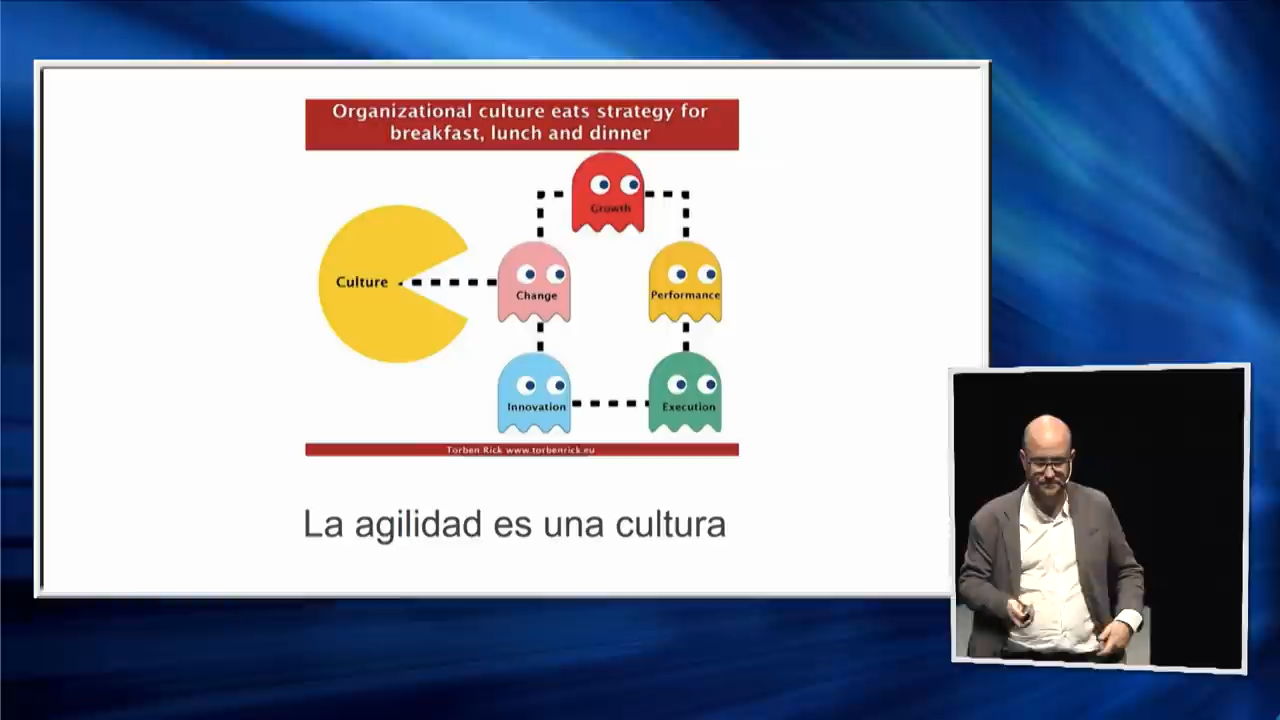 Organizational culture eats strategy for
breakfast, lunch and dinner
Growth
Culture
Change
Performance
Innovation
Execution
Torben Rick www.torbenrick.eu
La agilidad es una cultura